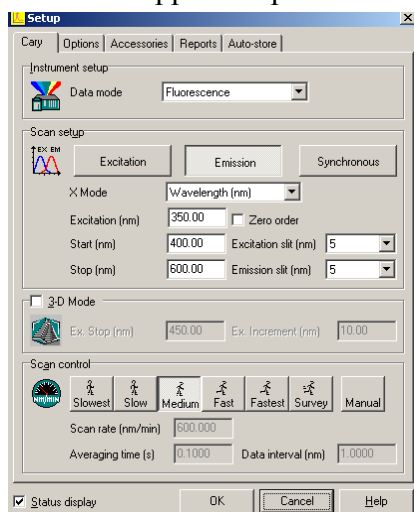 Setup
Cary Options Accessories Reports Auto-store
Instrument setup
Data mode Fluorescence
Scan setup
EX EM
Excitation Emission Synchronous
X Mode Wavelength (nm)
Excitation (nm) 350.00 Zero order
Start (nm) 400.00 Excitation slit (nm) 5
Stop (nm) 600.00 Emission slit (nm) 5
3-D Mode
Ex. Stop (nm) 450.00 Ex. Increment (nm) 10.00
Scan control
NM/MIN Slowest Slow Medium Fast Fastest Survey Manual
Scan rate (nm/min) 600.000
Averaging time (s) 0.1000 Data interval (nm) 1.0000
Status display OK Cancel Help